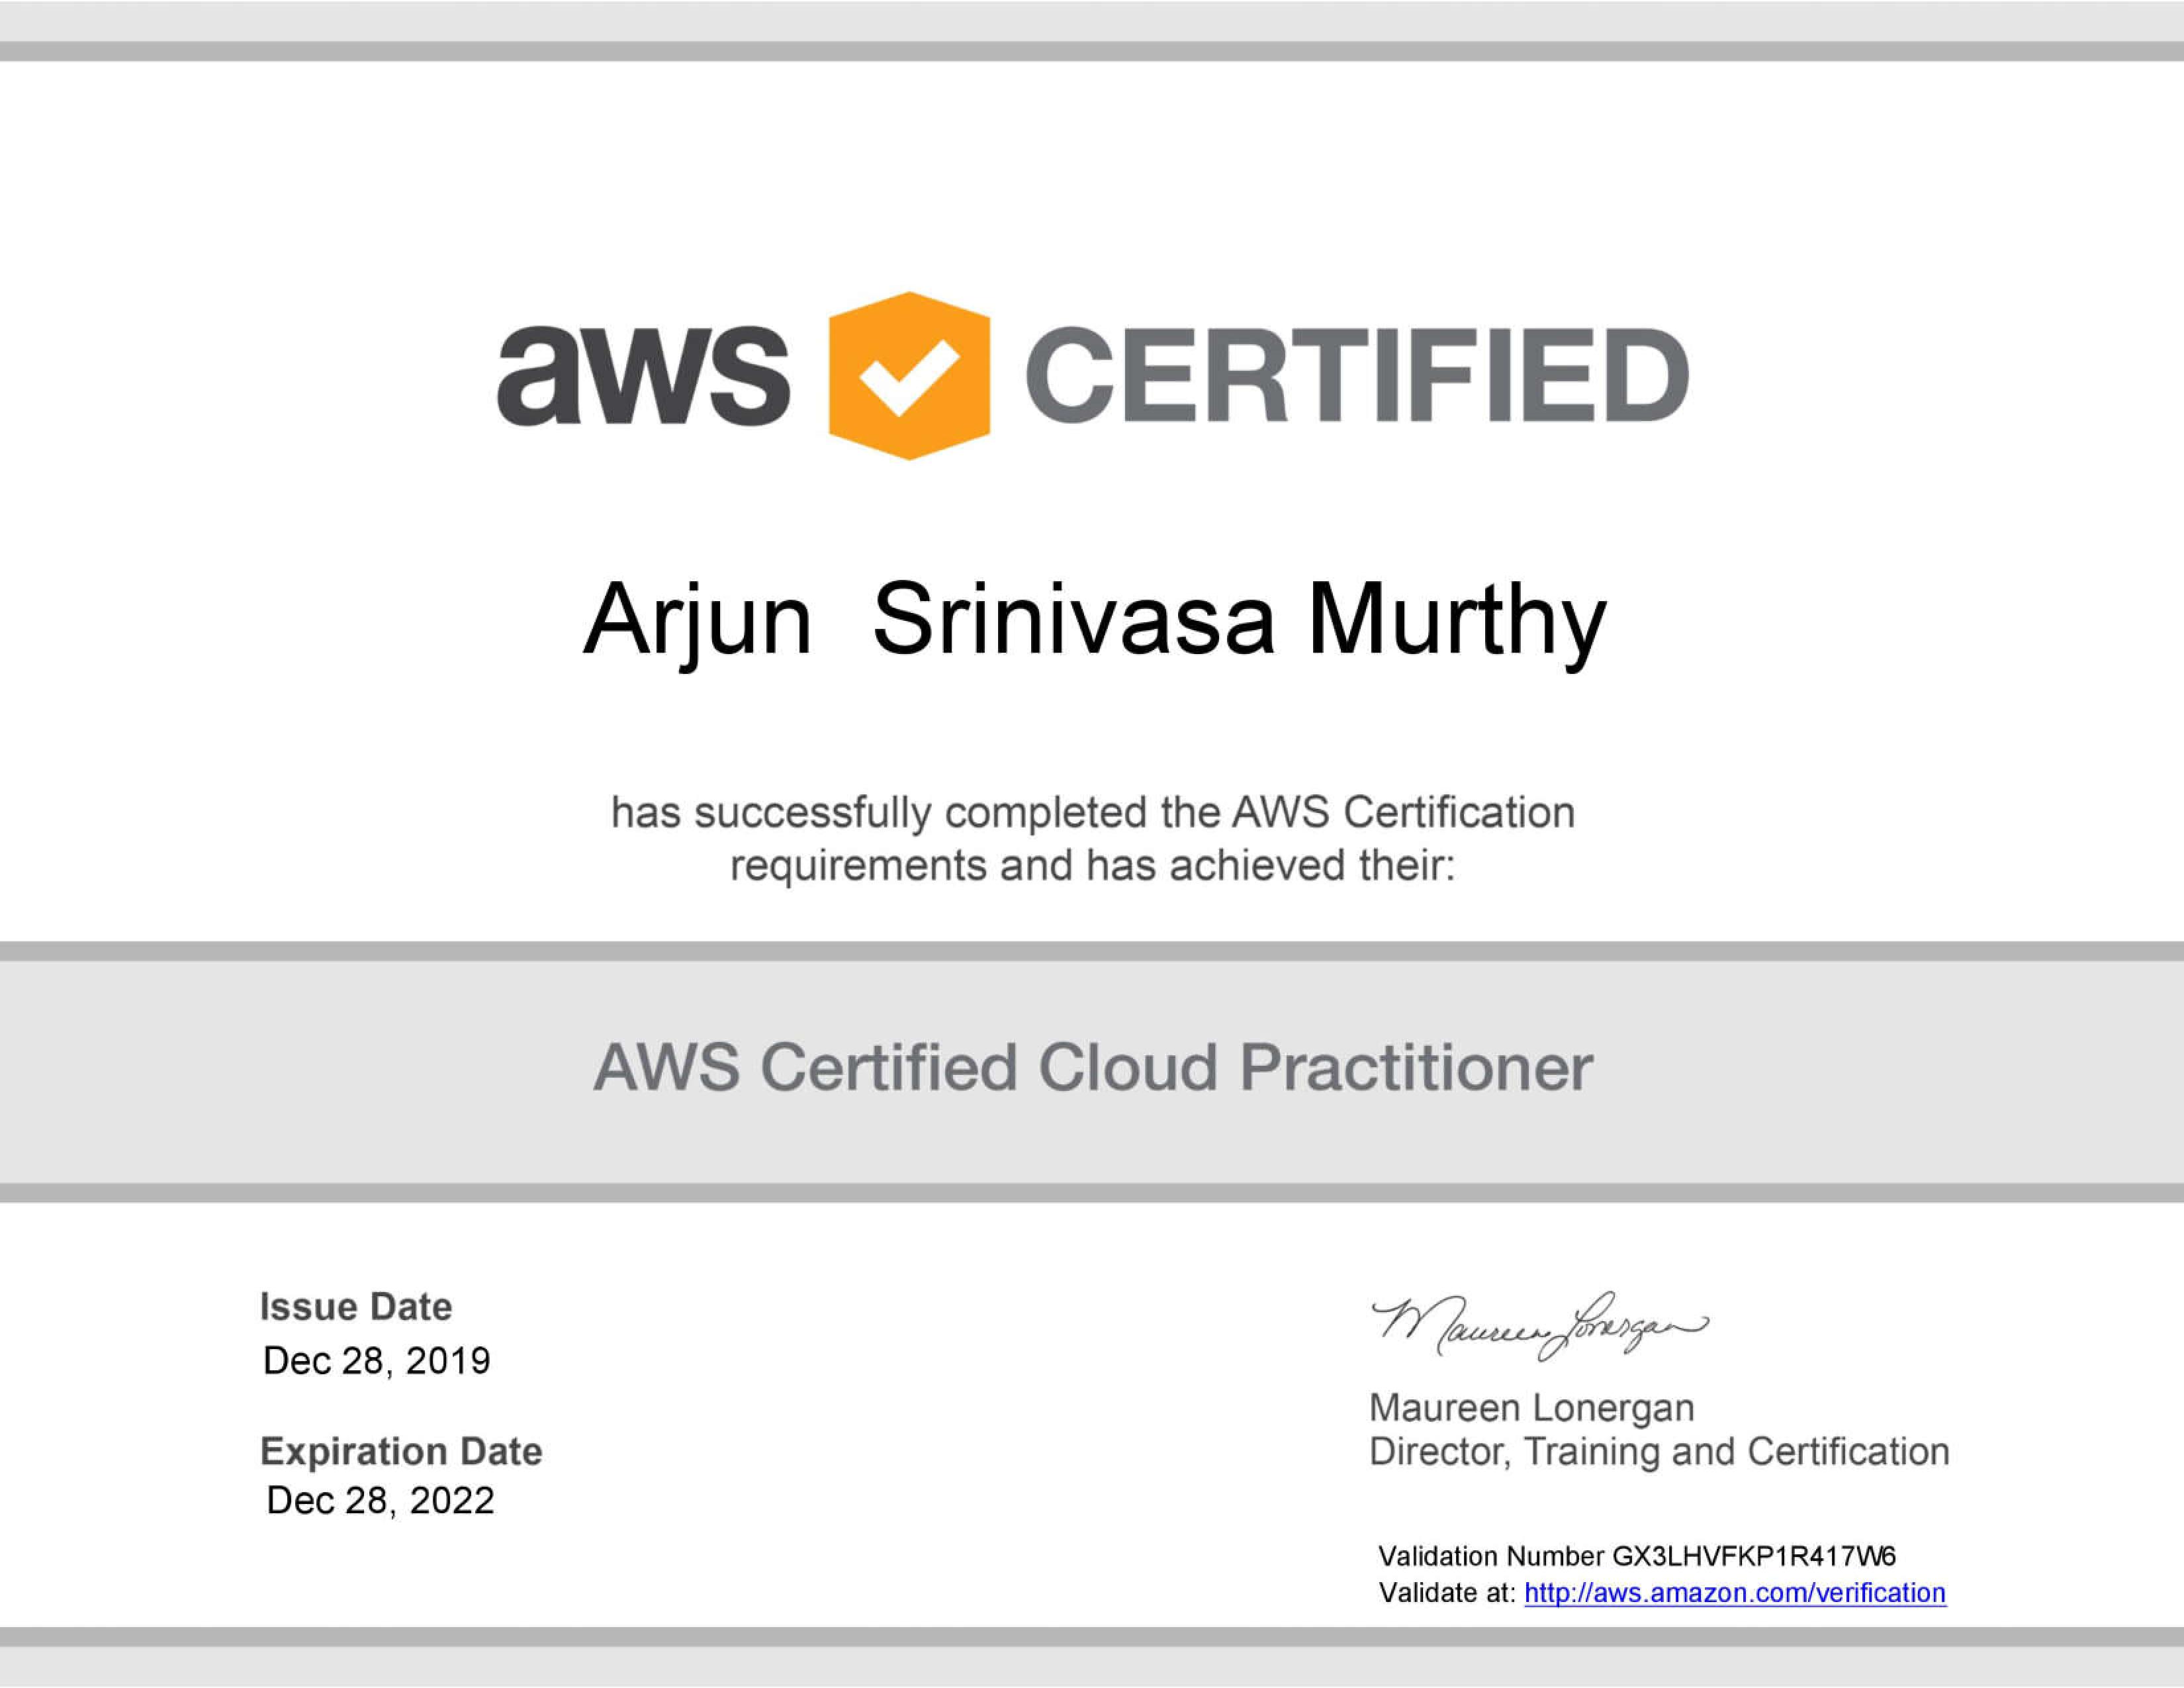 aws CERTIFIED
Arjun Srinivasa Murthy
has successfully completed the AWS Certification
requirements and has achieved their:
AWS Certified Cloud Practitioner
Issue Date
Dec 28, 2019
Expiration Date
Dec 28, 2022
Maureen Lonergan
Maureen Lonergan
Director, Training and Certification
Validation Number GX3LHVFKP1R417W6
Validate at: http://aws.amazon.com/verification